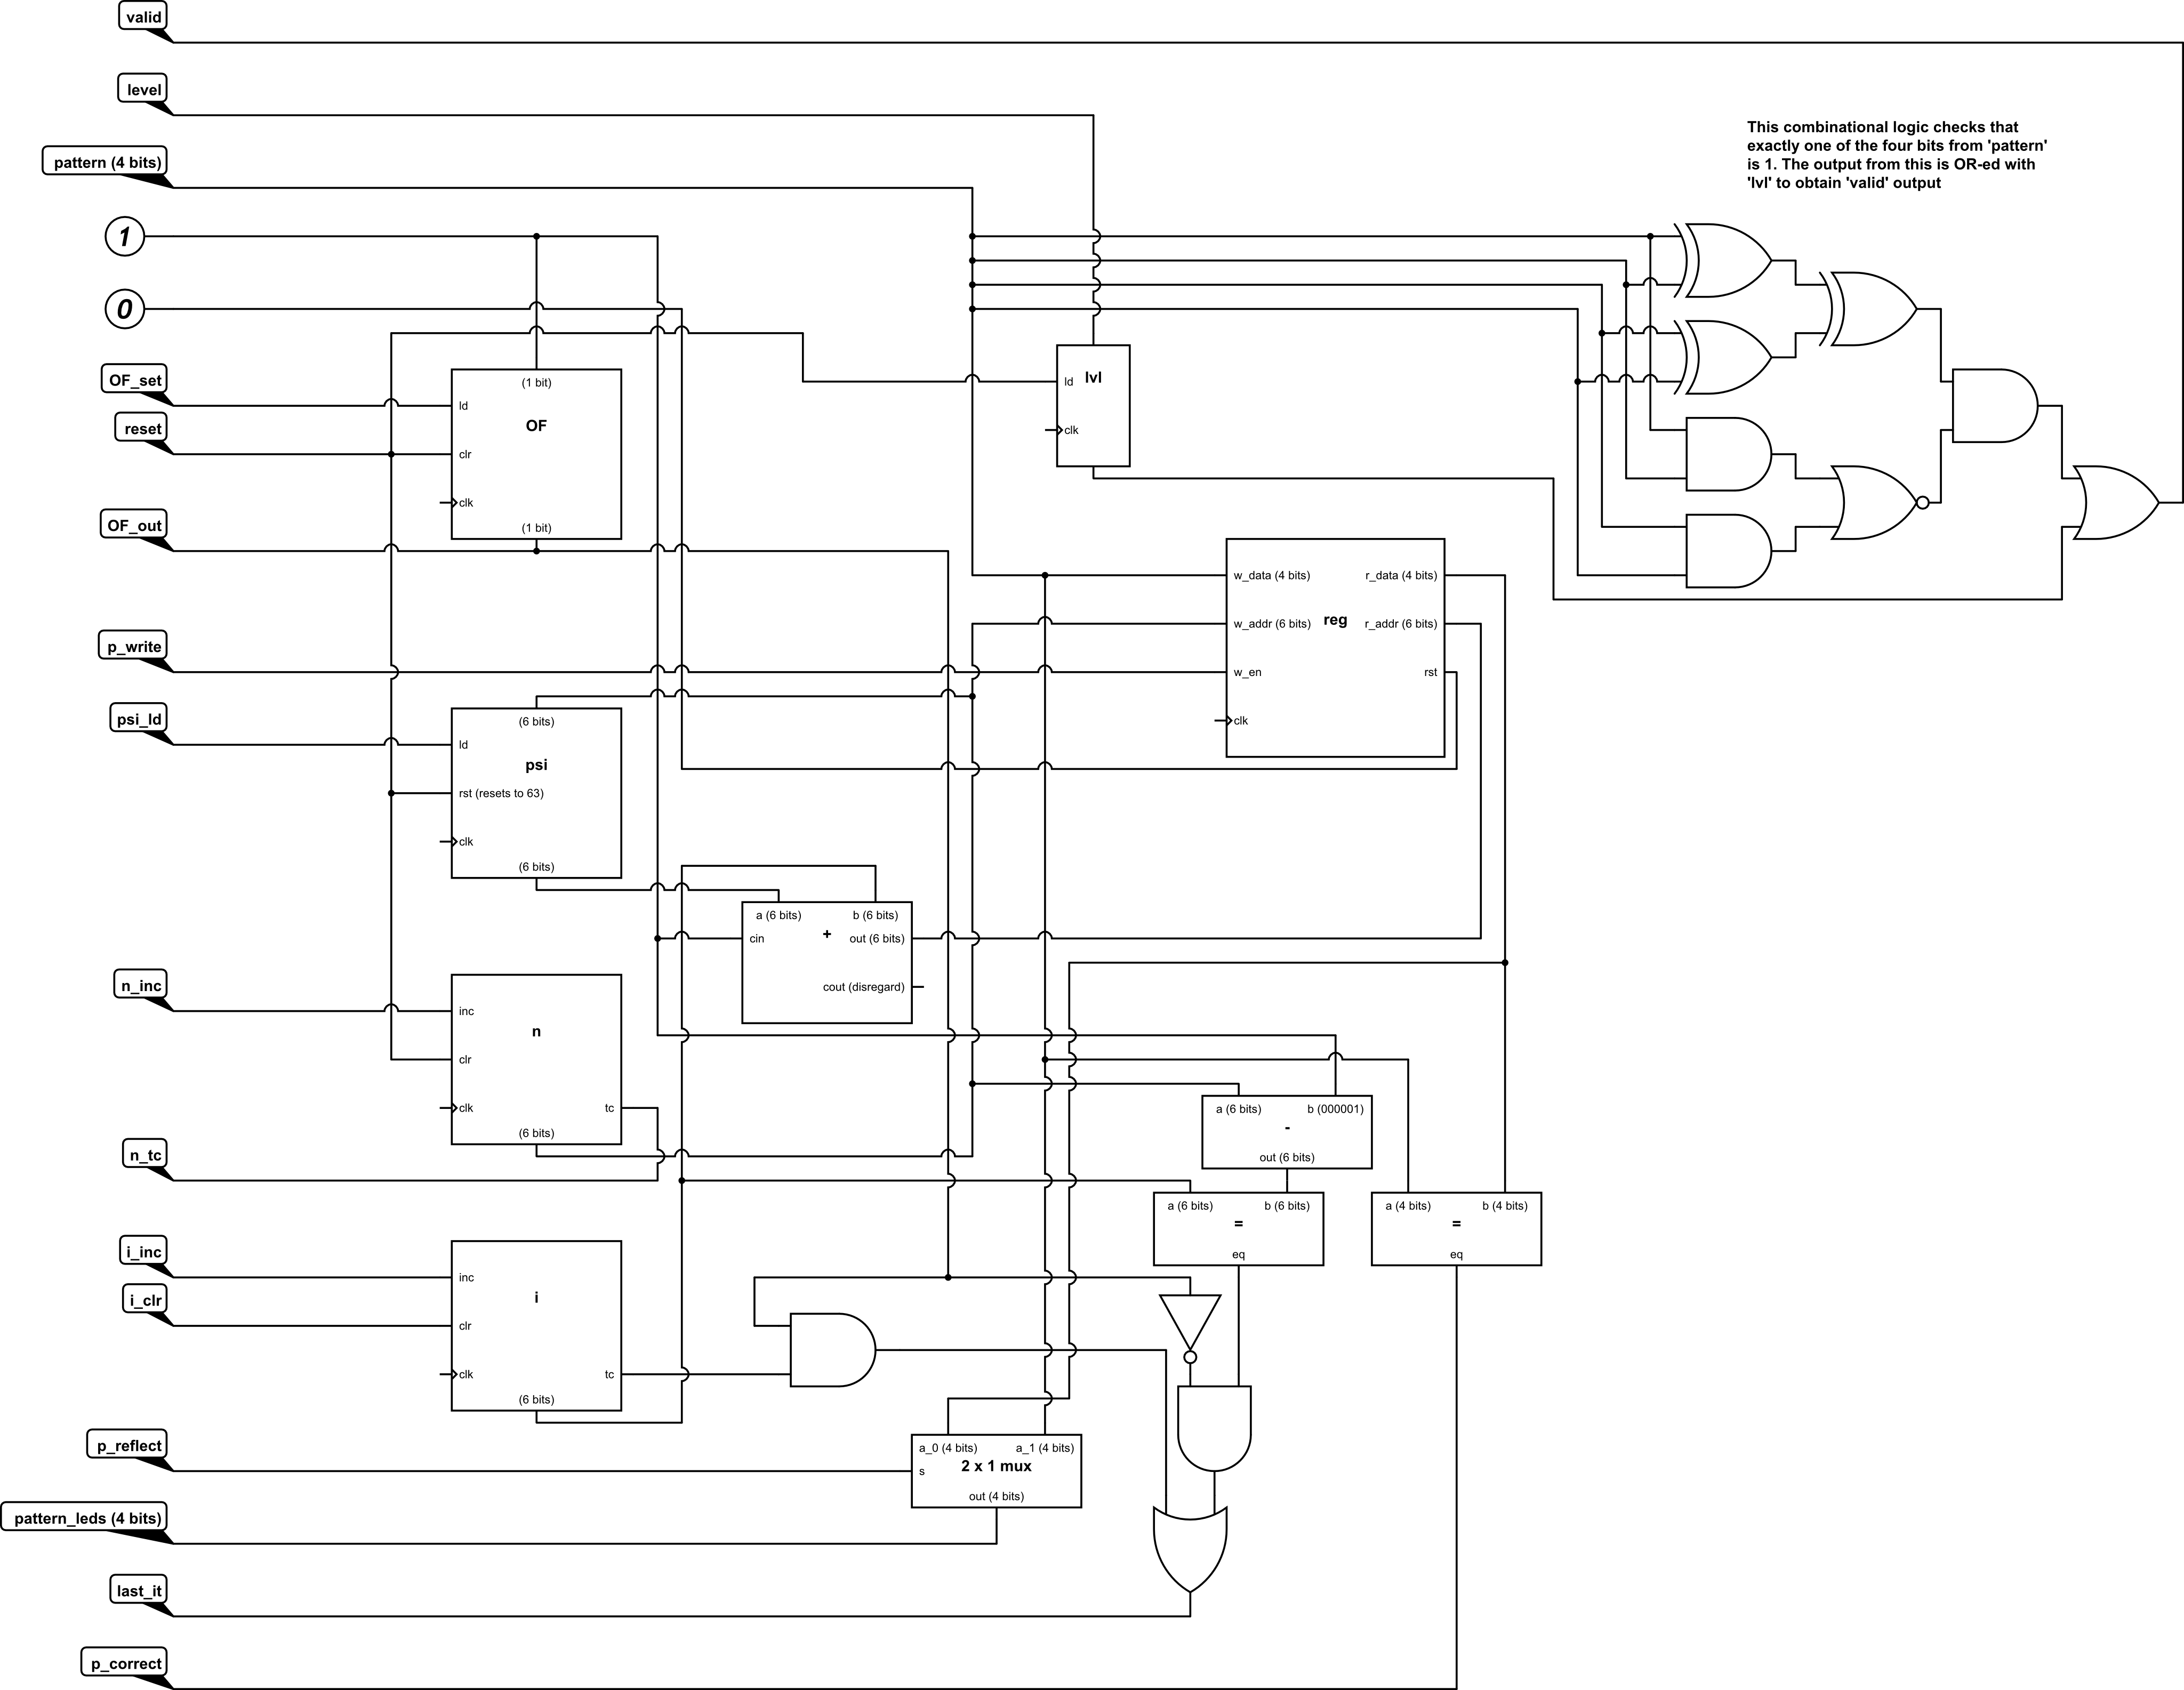 valid
level
pattern (4 bits)
This combinational logic checks that
exactly one of the four bits from 'pattern'
is 1. The output from this is OR-ed with
'lvl' to obtain 'valid' output
1
0
OF_set
reset
OF_out
(1 bit)
ld
OF
clr
clk
(1 bit)
ld
lvl
clk
w_data (4 bits)
r_data (4 bits)
w_addr (6 bits)
reg
r_addr (6 bits)
w_en
rst
clk
p_write
psi_ld
(6 bits)
ld
psi
rst (resets to 63)
clk
(6 bits)
a (6 bits)
b (6 bits)
cin
+
out (6 bits)
cout (disregard)
n_inc
n_tc
inc
n
clr
clk
tc
(6 bits)
a (6 bits)
b (000001)
-
out (6 bits)
a (6 bits)
b (6 bits)
=
eq
a (4 bits)
b (4 bits)
=
eq
i_inc
i_clr
inc
i
clr
clk
tc
(6 bits)
p_reflect
a_0 (4 bits)
a_1 (4 bits)
s
2 x 1 mux
out (4 bits)
pattern_leds (4 bits)
last_it
p_correct